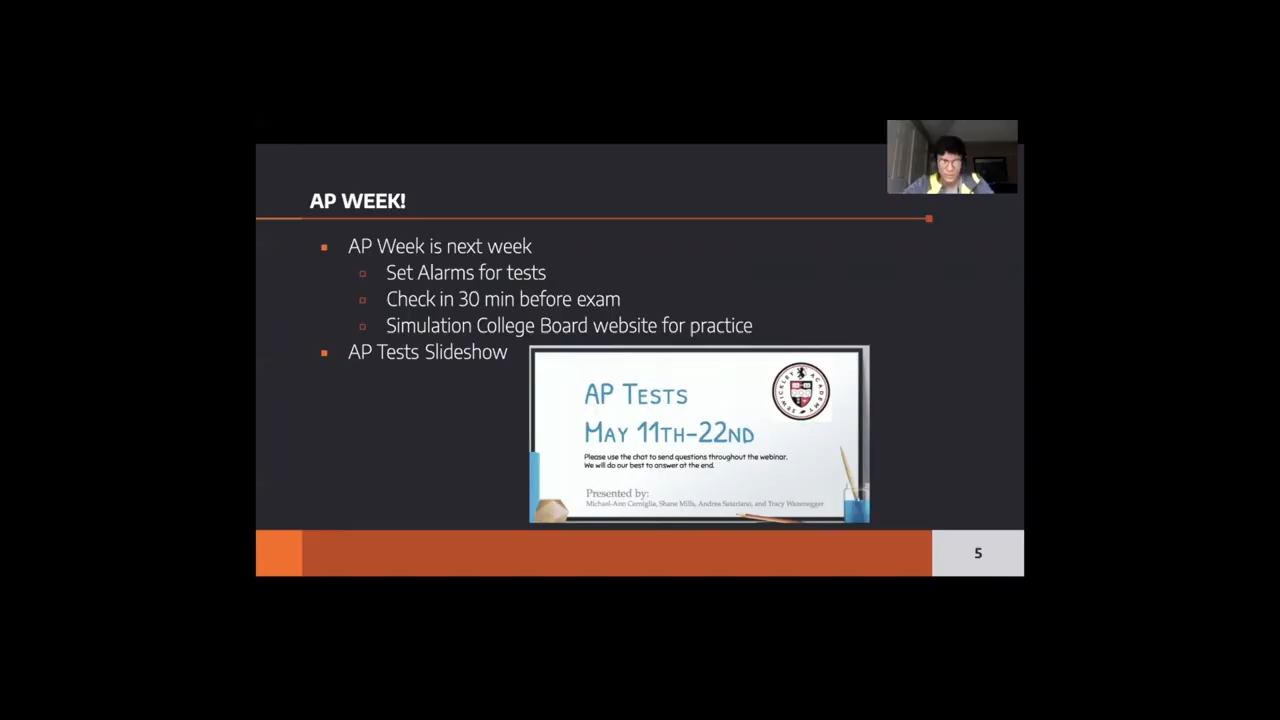 AP WEEK!
AP Week is next week
Set Alarms for tests
Check in 30 min before exam
Simulation College Board website for practice
AP Tests Slideshow
SEWICKLEY ACADEMY
AP TESTS
MAY 11TH-22ND
Please use the chat to send questions throughout the webinar.
We will do our best to answer at the end.
Presented by:
Michael-Ann Cerniglia, Shane Mills, Andrea Satariano, and Tracy
5